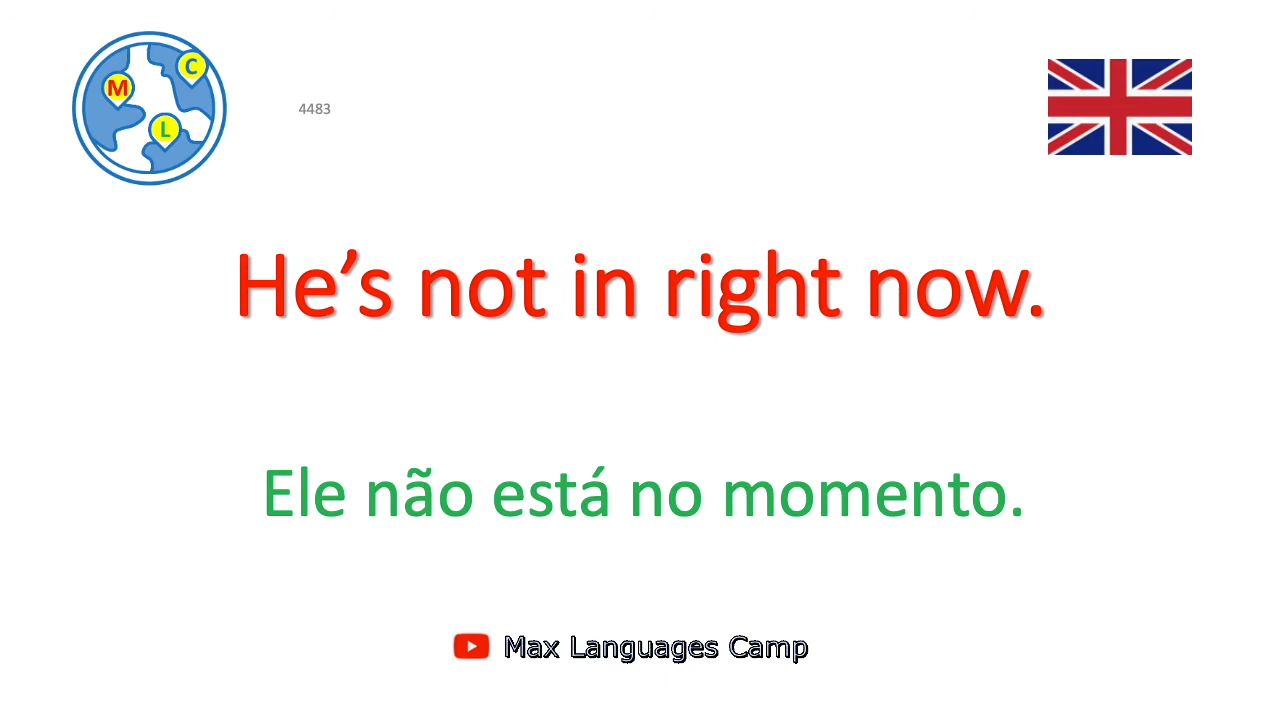 C
M
L
4483
He’s not in right now.
Ele não está no momento.
Max Languages Camp